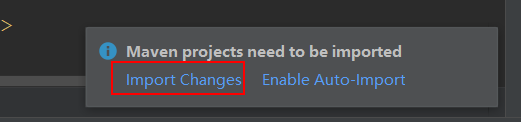 >
Maven projects need to be imported
Import Changes Enable Auto-Import